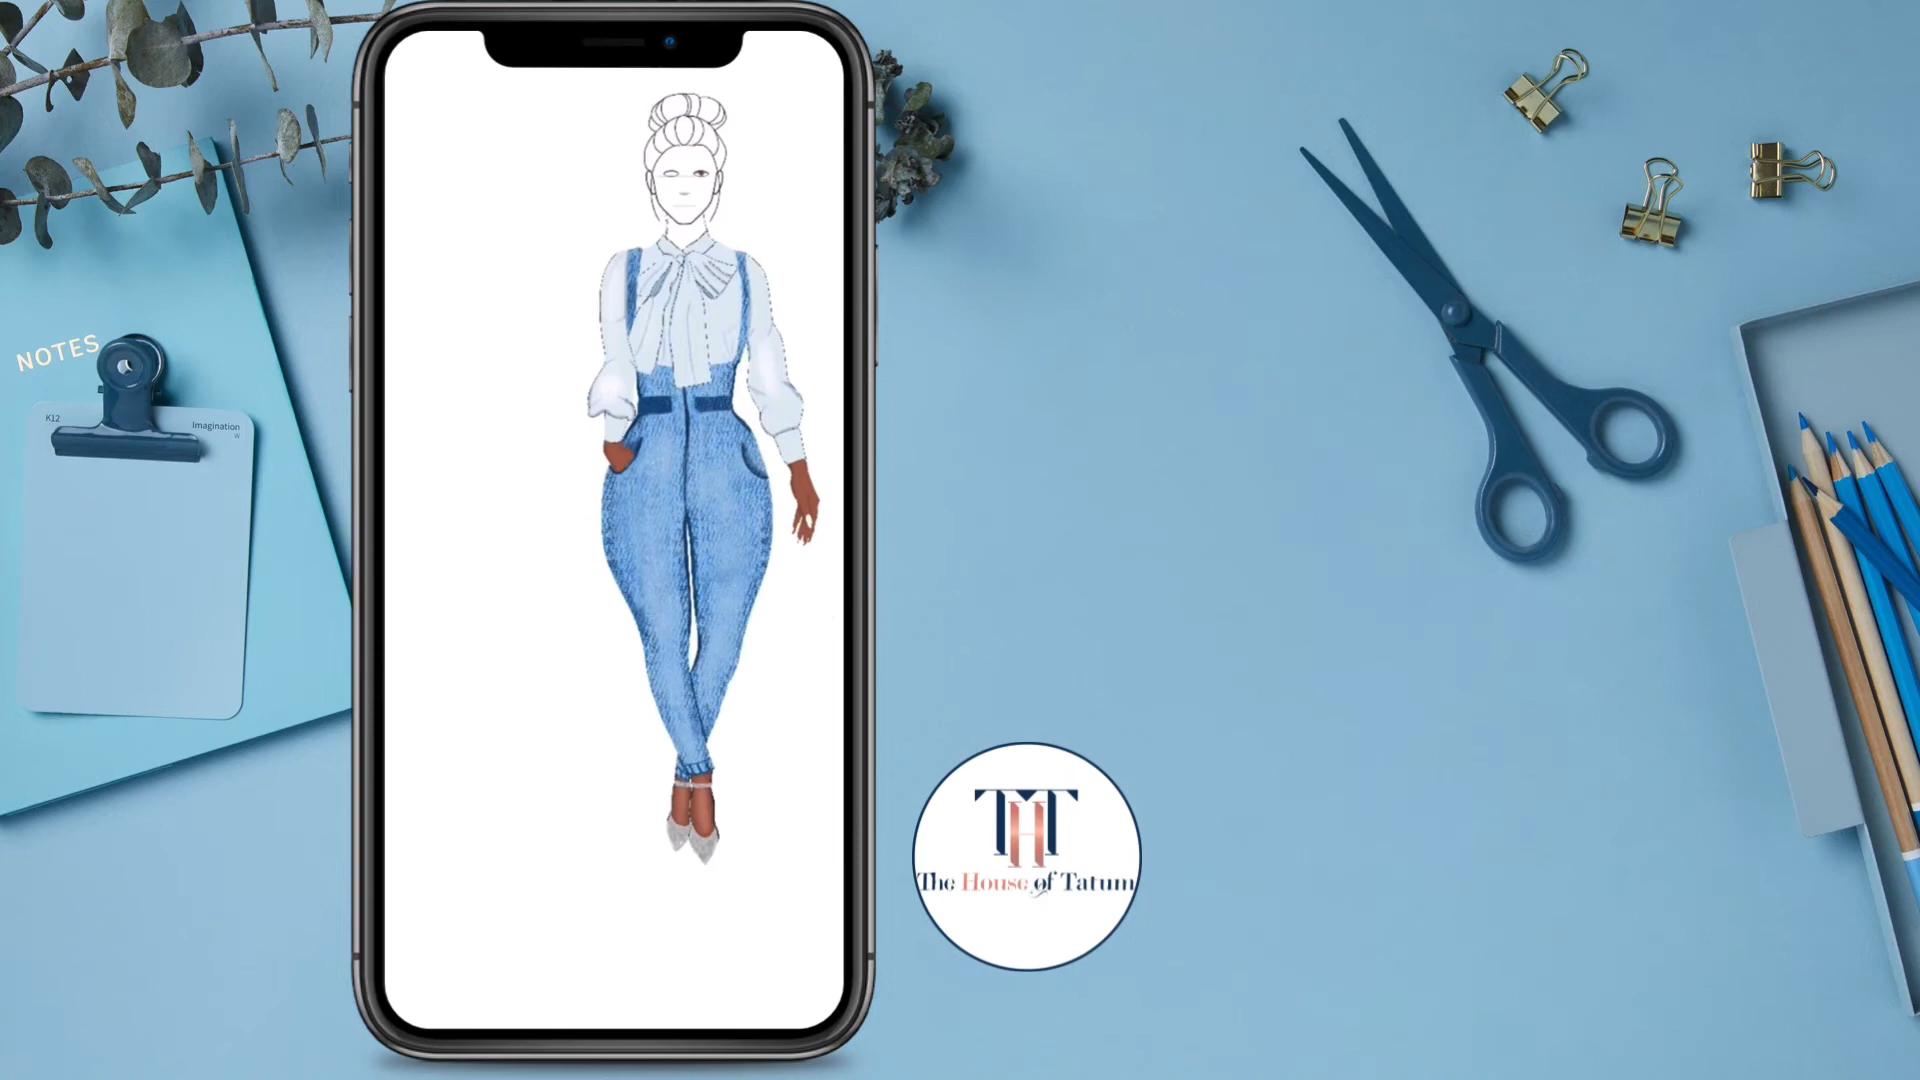 NOTES
K12
Imagination
W
THT
The House of Tatum